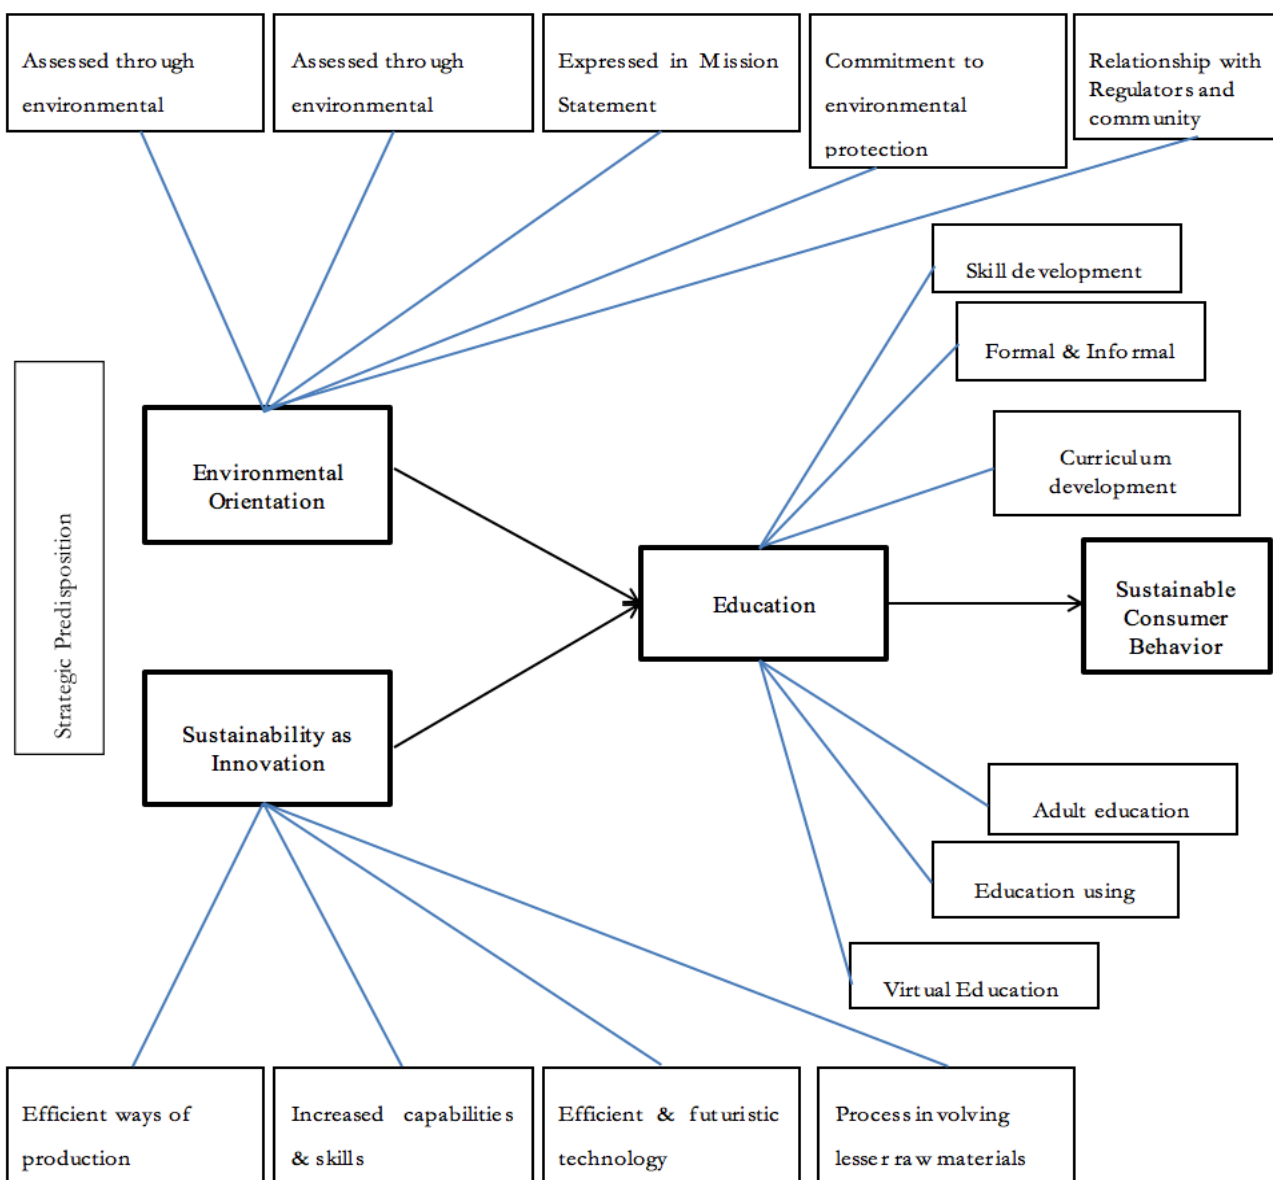 Assessed through
environmental
Assessed through
environmental
Expressed in Mission
Statement
Commitment to
environmental
protection
Relationship with
Regulators and
community
Skill development
Formal & Informal
Curriculum
development
Strategic Predisposition
Environmental
Orientation
Education
Sustainable
Consumer
Behavior
Sustainability as
Innovation
Adult education
Education using
Virtual Education
Efficient ways of
production
Increased capabilities
& skills
Efficient & futuristic
technology
Process involving
lesser raw materials